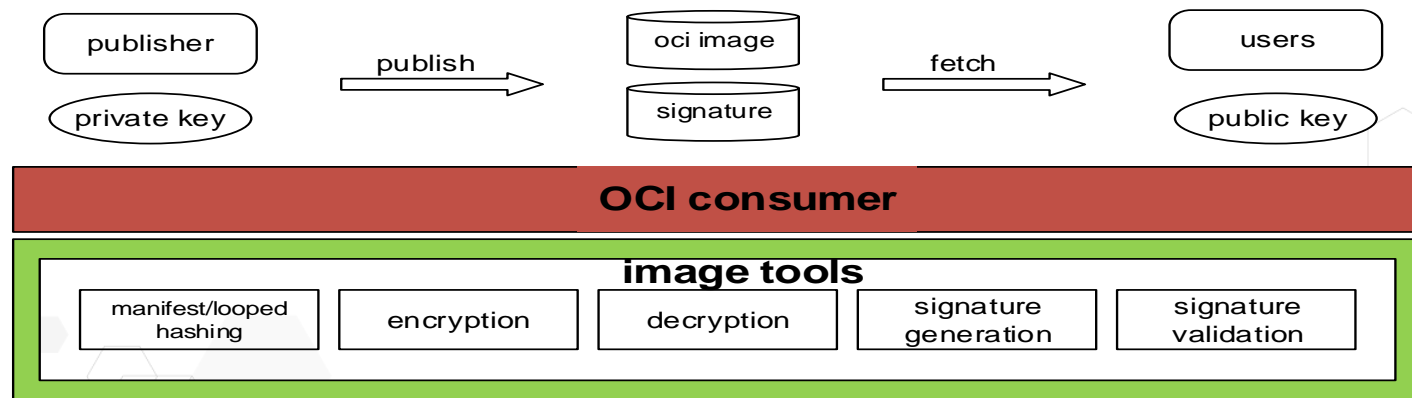 publisher
private key
publish
oci image
signature
fetch
users
public key
OCI consumer
image tools
manifest/looped
hashing
encryption
decryption
signature
generation
signature
validation